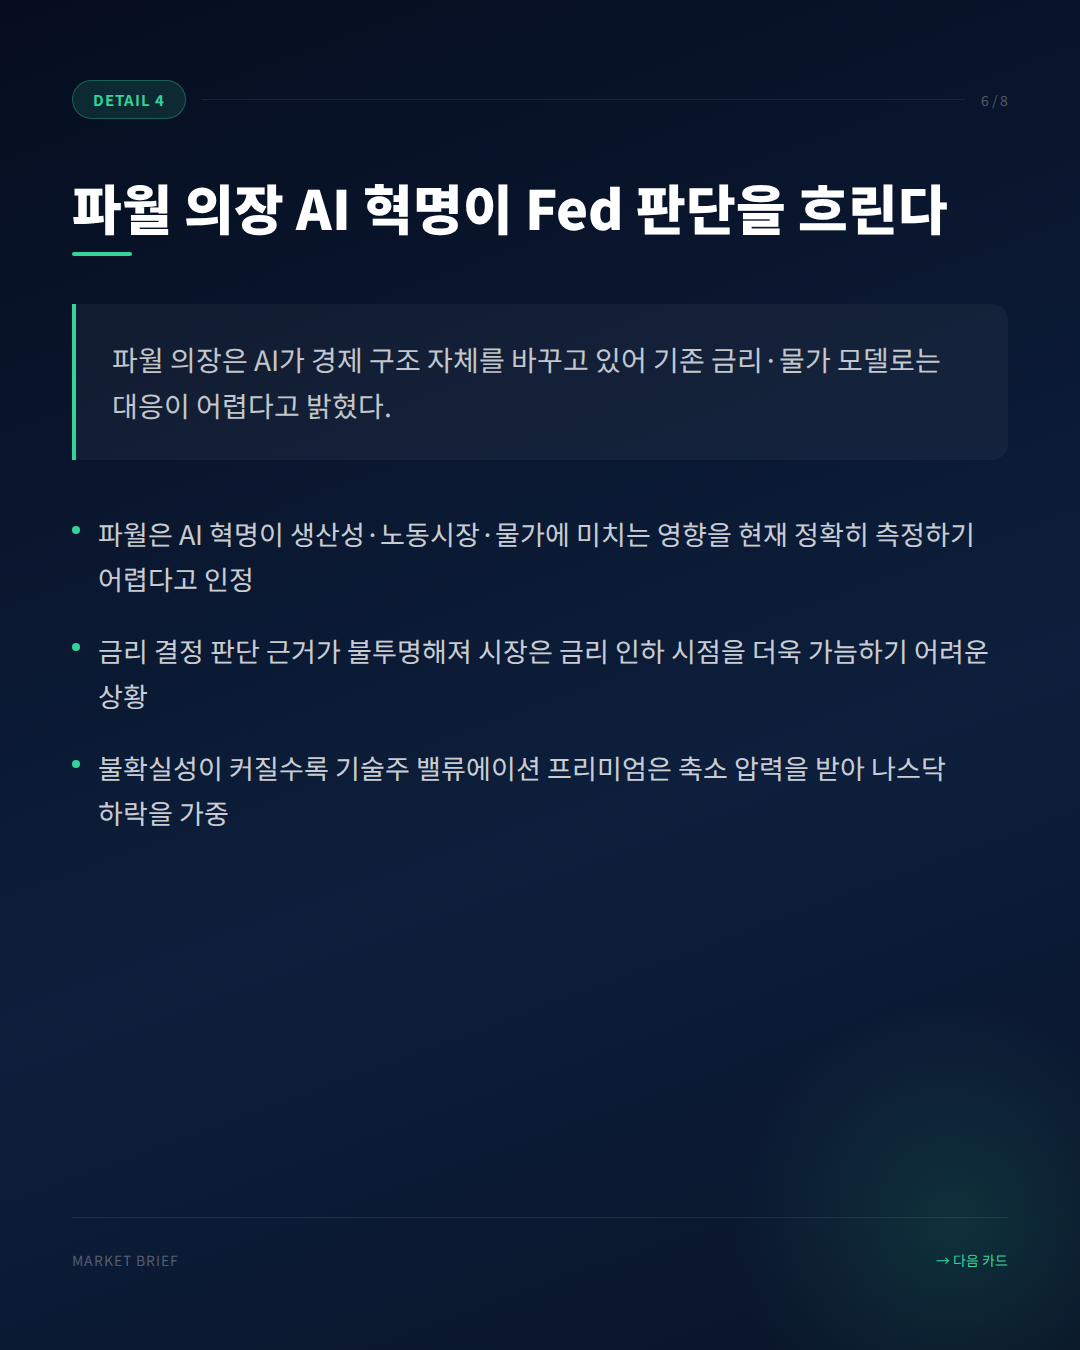 DETAIL 4
6 / 8
파월 의장 AI 혁명이 Fed 판단을 흐린다
파월 의장은 AI가 경제 구조 자체를 바꾸고 있어 기존 금리·물가 모델로는
대응이 어렵다고 밝혔다.
파월은 AI 혁명이 생산성·노동시장·물가에 미치는 영향을 현재 정확히 측정하기
어렵다고 인정
금리 결정 판단 근거가 불투명해져 시장은 금리 인하 시점을 더욱 가늠하기 어려운
상황
불확실성이 커질수록 기술주 밸류에이션 프리미엄은 축소 압력을 받아 나스닥
하락을 가중
MARKET BRIEF
→ 다음 카드